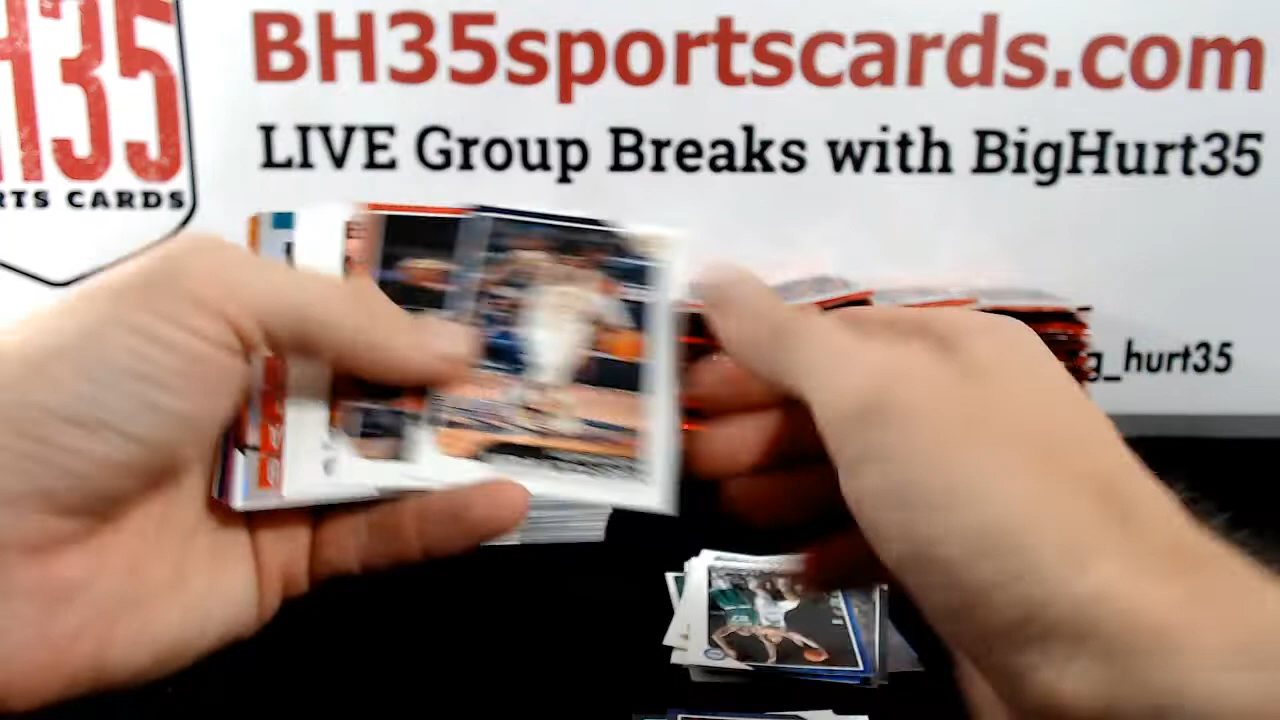 H35
RTS CARDS
BH35sportscards.com
LIVE Group Breaks with BigHurt35
g_hurt35